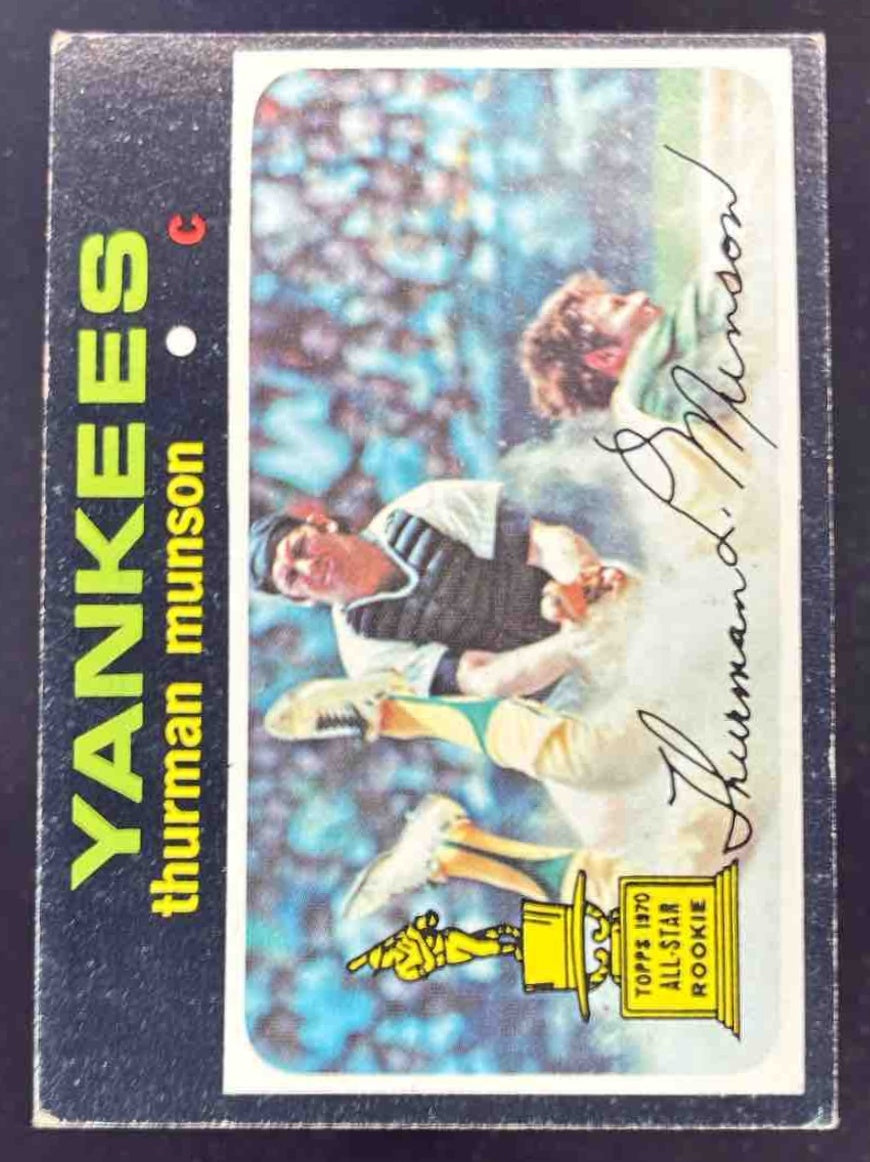 YANKEES
thurman munson • c
Thurman L. Munson
TOPPS 1970
ALL-STAR
ROOKIE